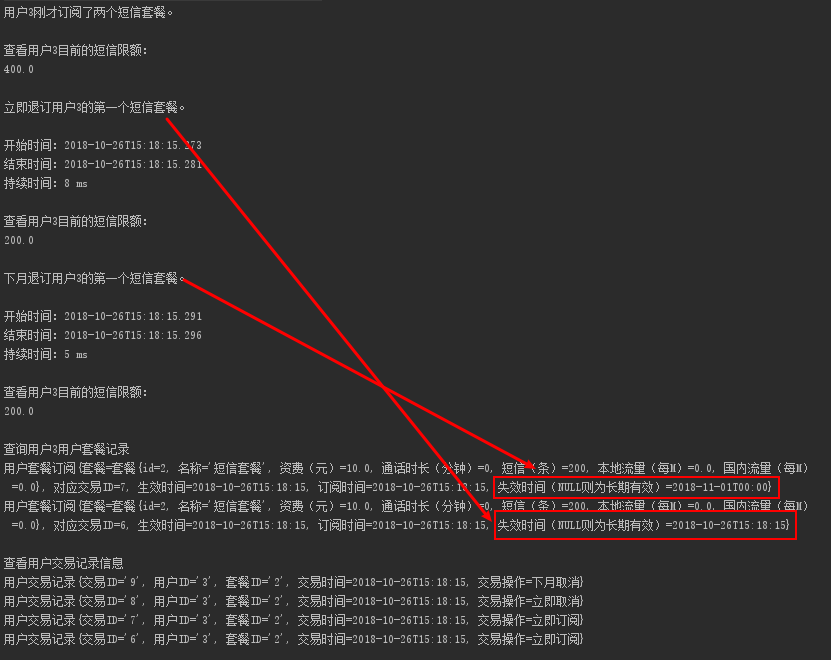 用户3刚才订阅了两个短信套餐。
查看用户3目前的短信限额：
400.0
立即退订用户3的第一个短信套餐。
开始时间：2018-10-26T15:18:15.273
结束时间：2018-10-26T15:18:15.281
持续时间：8 ms
查看用户3目前的短信限额：
200.0
下月退订用户3的第一个短信套餐。
开始时间：2018-10-26T15:18:15.291
结束时间：2018-10-26T15:18:15.296
持续时间：5 ms
查看用户3目前的短信限额：
200.0
查询用户3用户套餐记录
用户套餐订阅{套餐=套餐{id=2, 名称='短信套餐', 资费（元）=10.0, 通话时长（分钟）=0, 短信（条）=200, 本地流量（每M）=0.0, 国内流量（每M）
=0.0}, 对应交易ID=7, 生效时间=2018-10-26T15:18:15, 订阅时间=2018-10-26T15:18:15, 失效时间（NULL则为长期有效）=2018-11-01T00:00}
用户套餐订阅{套餐=套餐{id=2, 名称='短信套餐', 资费（元）=10.0, 通话时长（分钟）=0, 短信（条）=200, 本地流量（每M）=0.0, 国内流量（每M）
=0.0}, 对应交易ID=6, 生效时间=2018-10-26T15:18:15, 订阅时间=2018-10-26T15:18:15, 失效时间（NULL则为长期有效）=2018-10-26T15:18:15}
查看用户交易记录信息
用户交易记录{交易ID='9', 用户ID='3', 套餐ID='2', 交易时间=2018-10-26T15:18:15, 交易操作=下月取消}
用户交易记录{交易ID='8', 用户ID='3', 套餐ID='2', 交易时间=2018-10-26T15:18:15, 交易操作=立即取消}
用户交易记录{交易ID='7', 用户ID='3', 套餐ID='2', 交易时间=2018-10-26T15:18:15, 交易操作=立即订阅}
用户交易记录{交易ID='6', 用户ID='3', 套餐ID='2', 交易时间=2018-10-26T15:18:15, 交易操作=立即订阅}